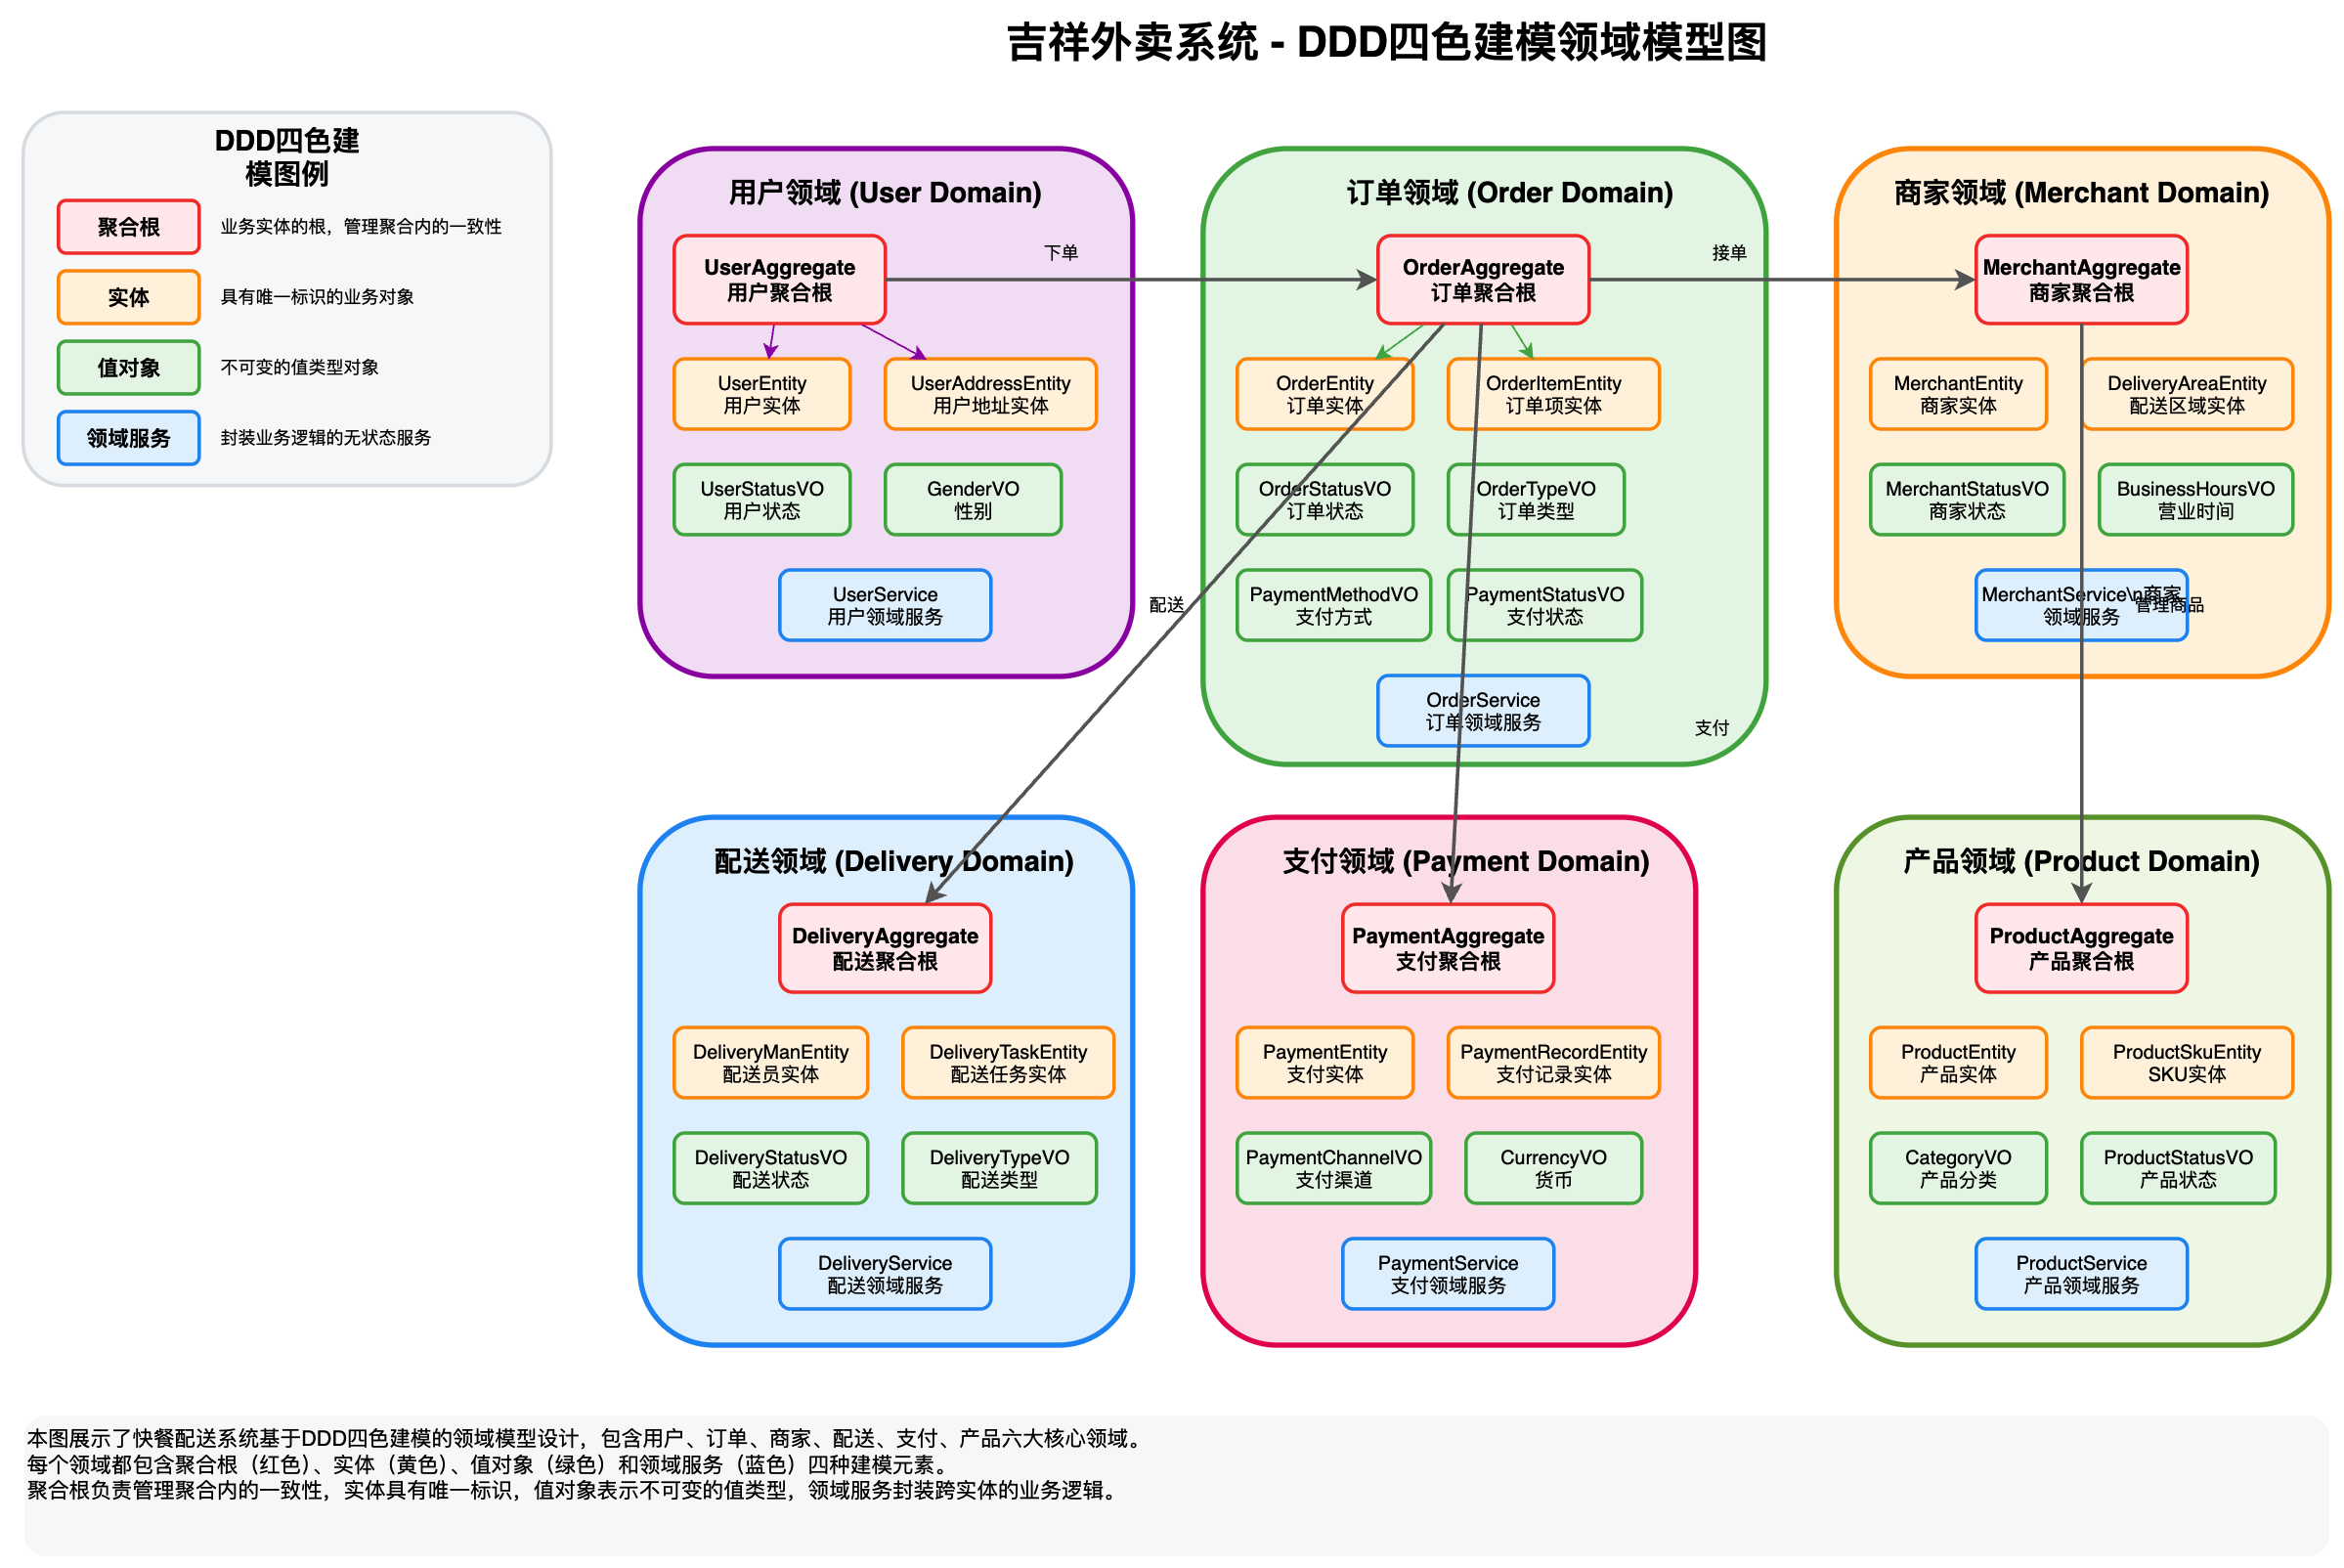 吉祥外卖系统 - DDD四色建模领域模型图
DDD四色建
模图例
聚合根
业务实体的根，管理聚合内的一致性
实体
具有唯一标识的业务对象
值对象
不可变的值类型对象
领域服务
封装业务逻辑的无状态服务
用户领域 (User Domain)
UserAggregate
用户聚合根
下单
UserEntity
用户实体
UserAddressEntity
用户地址实体
UserStatusVO
用户状态
GenderVO
性别
UserService
用户领域服务
订单领域 (Order Domain)
OrderAggregate
订单聚合根
接单
OrderEntity
订单实体
OrderItemEntity
订单项实体
OrderStatusVO
订单状态
OrderTypeVO
订单类型
PaymentMethodVO
支付方式
PaymentStatusVO
支付状态
OrderService
订单领域服务
配送
支付
商家领域 (Merchant Domain)
MerchantAggregate
商家聚合根
MerchantEntity
商家实体
DeliveryAreaEntity
配送区域实体
MerchantStatusVO
商家状态
BusinessHoursVO
营业时间
MerchantService\n商家
领域服务
管理商品
配送领域 (Delivery Domain)
DeliveryAggregate
配送聚合根
DeliveryManEntity
配送员实体
DeliveryTaskEntity
配送任务实体
DeliveryStatusVO
配送状态
DeliveryTypeVO
配送类型
DeliveryService
配送领域服务
支付领域 (Payment Domain)
PaymentAggregate
支付聚合根
PaymentEntity
支付实体
PaymentRecordEntity
支付记录实体
PaymentChannelVO
支付渠道
CurrencyVO
货币
PaymentService
支付领域服务
产品领域 (Product Domain)
ProductAggregate
产品聚合根
ProductEntity
产品实体
ProductSkuEntity
SKU实体
CategoryVO
产品分类
ProductStatusVO
产品状态
ProductService
产品领域服务
本图展示了快餐配送系统基于DDD四色建模的领域模型设计，包含用户、订单、商家、配送、支付、产品六大核心领域。
每个领域都包含聚合根（红色）、实体（黄色）、值对象（绿色）和领域服务（蓝色）四种建模元素。
聚合根负责管理聚合内的一致性，实体具有唯一标识，值对象表示不可变的值类型，领域服务封装跨实体的业务逻辑。